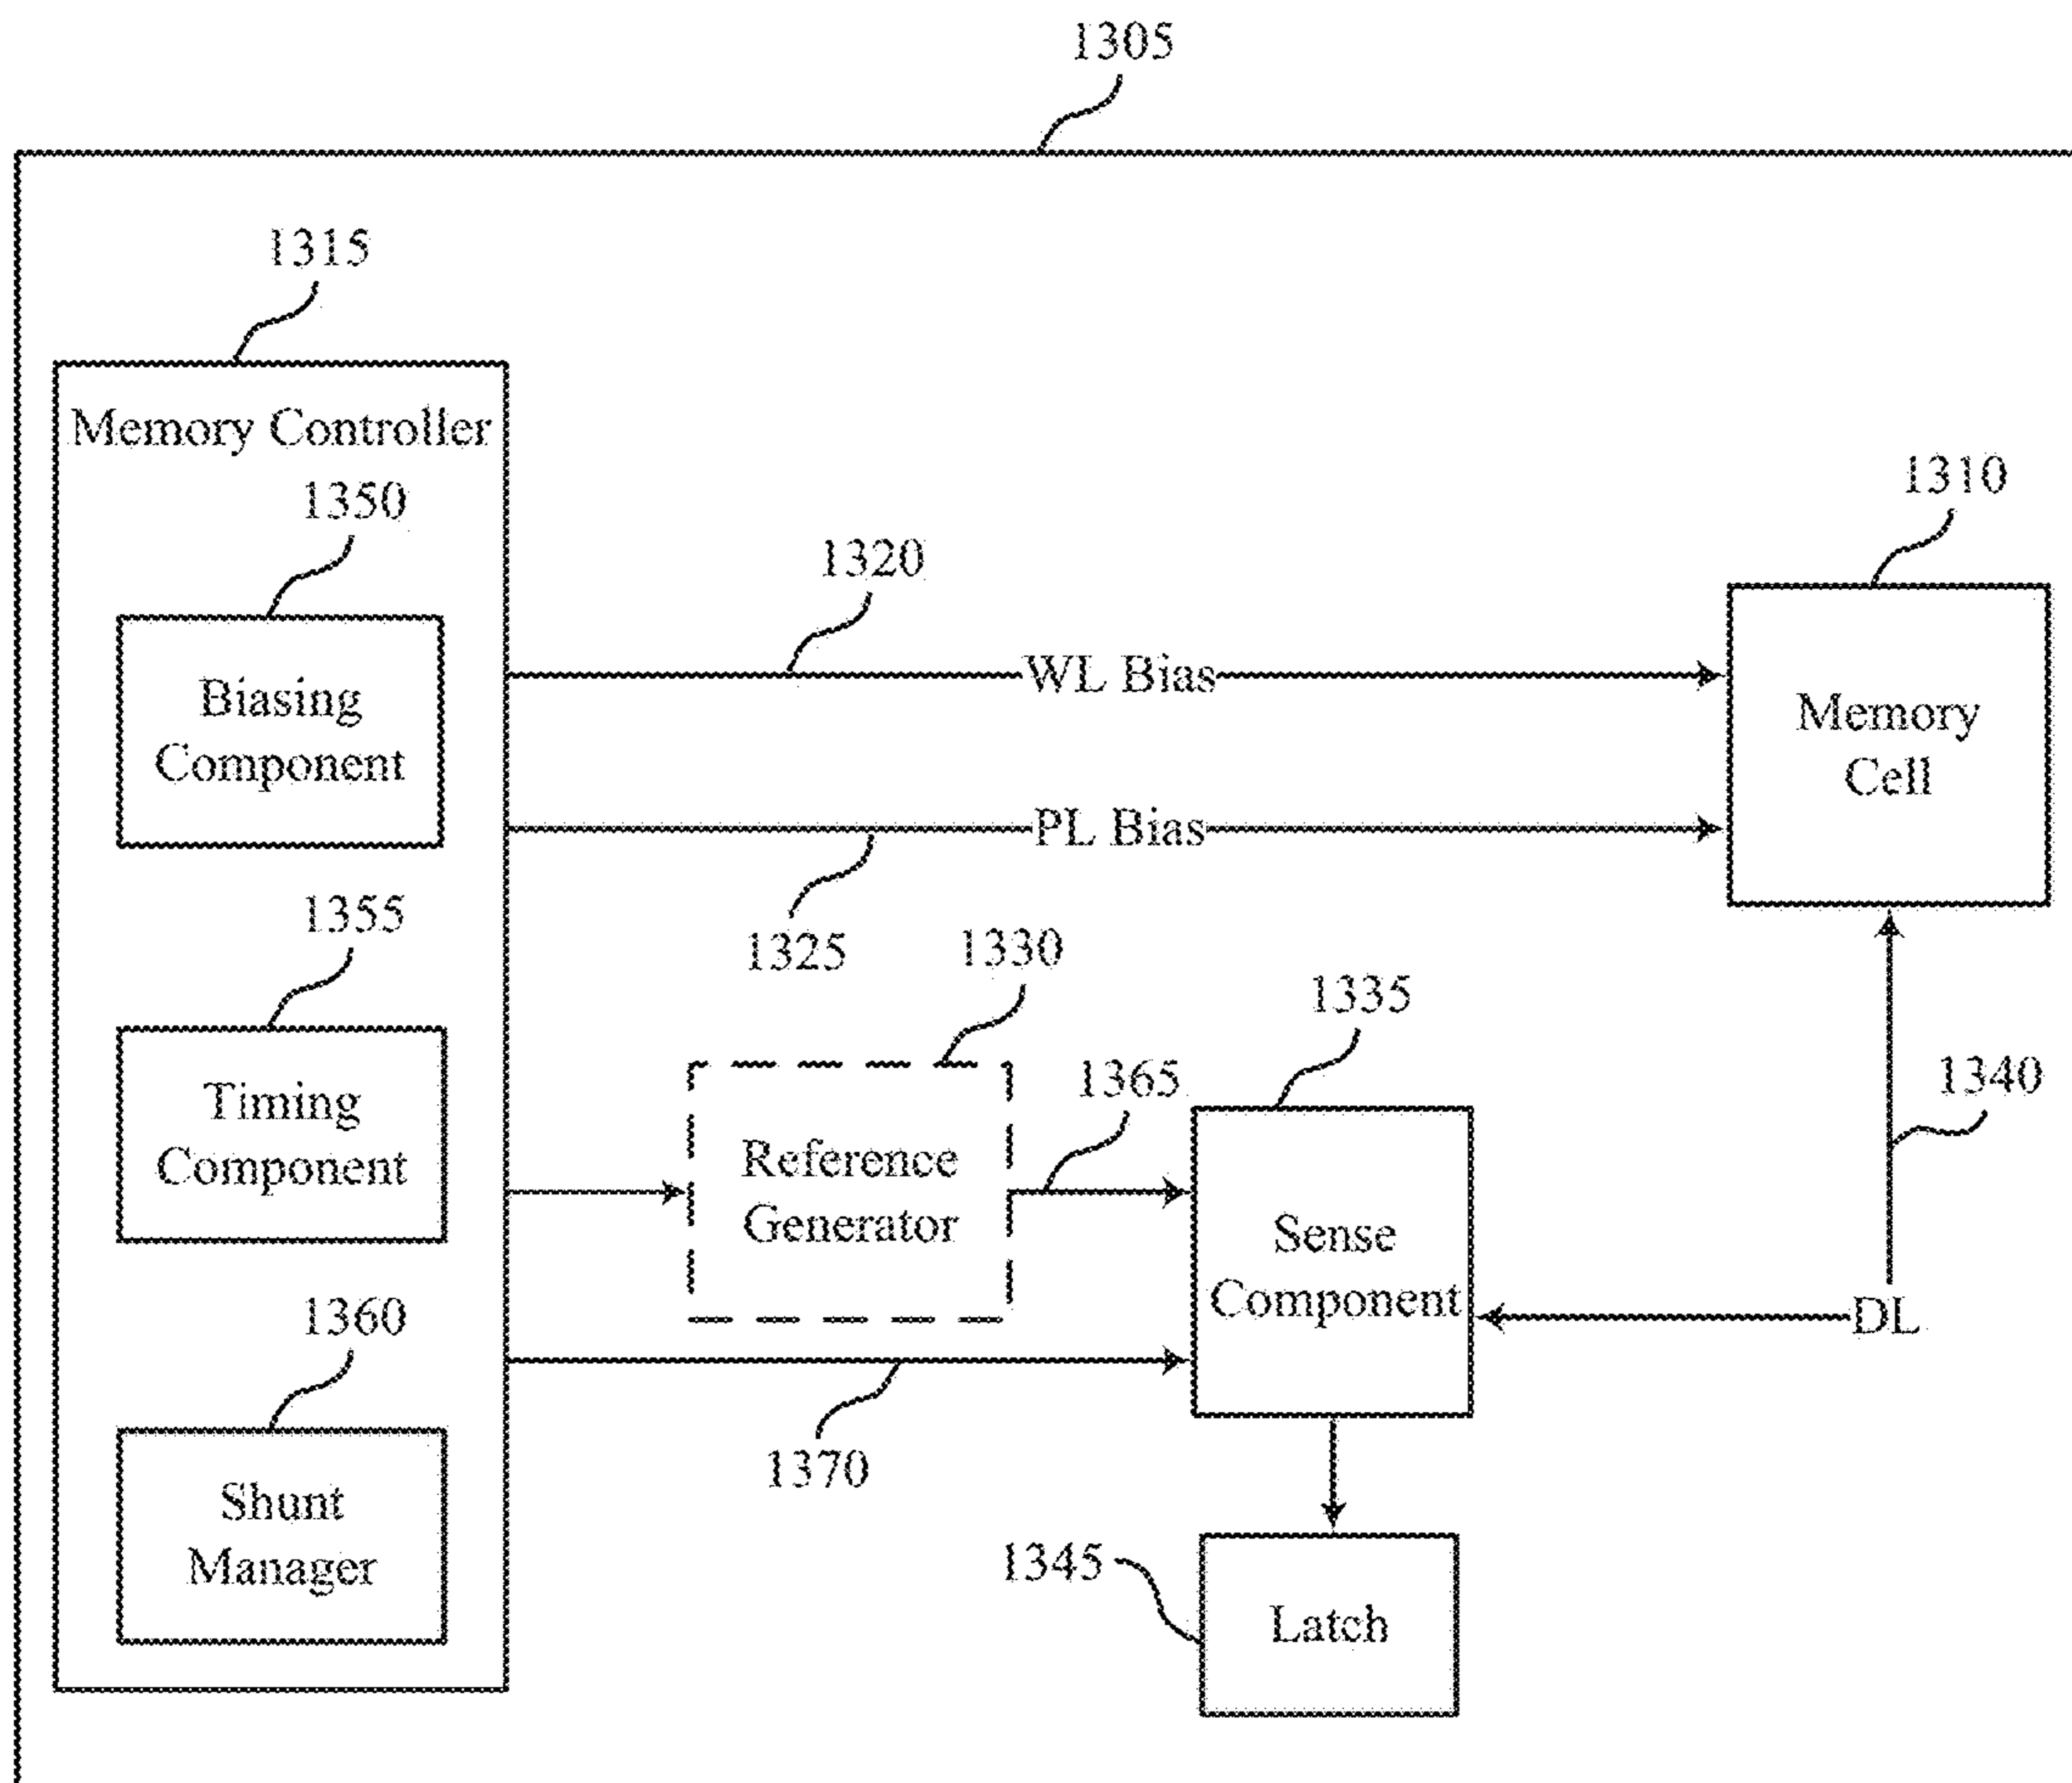 1305
1315
Memory Controller
1350
Biasing
Component
1355
Timing
Component
1360
Shunt
Manager
1320
WL Bias
PL Bias
1325
1310
Memory
Cell
1330
Reference
Generator
1365
1335
Sense
Component
1340
DL
1370
1345
Latch